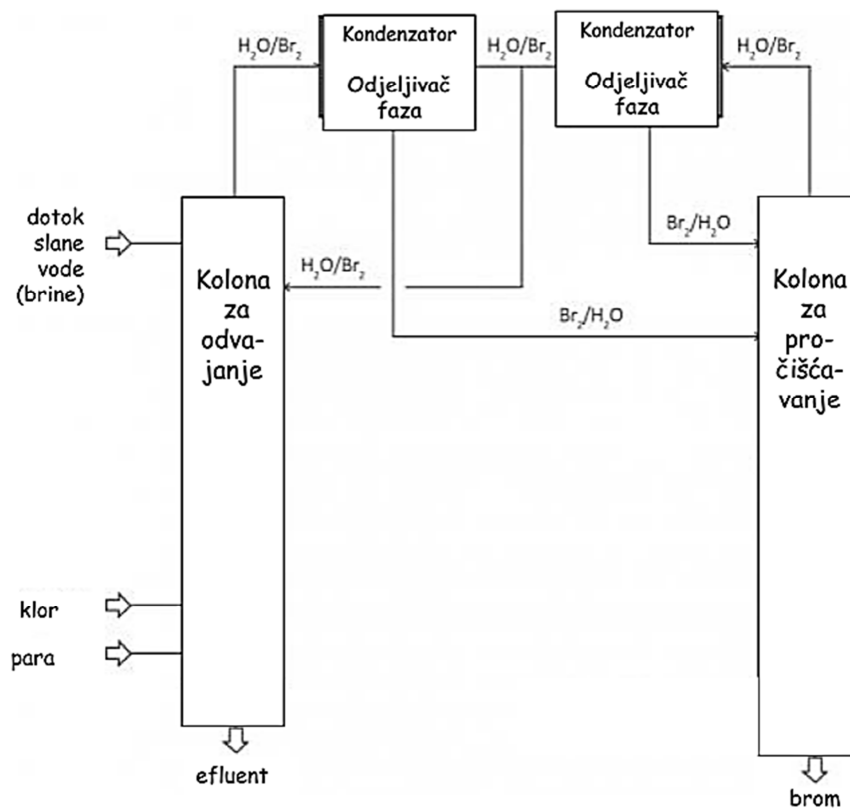 Kondenzator
Odjeljivač
faza
Kondenzator
Odjeljivač
faza
H₂O/Br₂
H₂O/Br₂
H₂O/Br₂
dotok
slane
vode
(brine)
Kolona
za
odva-
janje
H₂O/Br₂
Br₂/H₂O
Br₂/H₂O
Kolona
za
pro-
čišća-
vanje
klor
para
efluent
brom